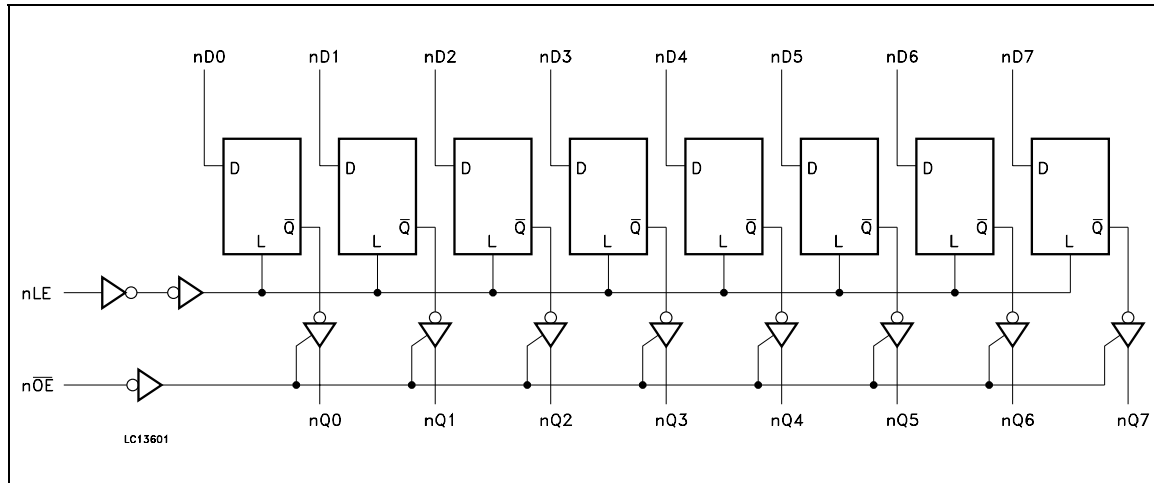 nD0 nD1 nD2 nD3 nD4 nD5 nD6 nD7
D D D D D D D D
Q̅ Q̅ Q̅ Q̅ Q̅ Q̅ Q̅ Q̅
L L L L L L L L
nLE
nO̅E̅
nQ0 nQ1 nQ2 nQ3 nQ4 nQ5 nQ6 nQ7
LC13601